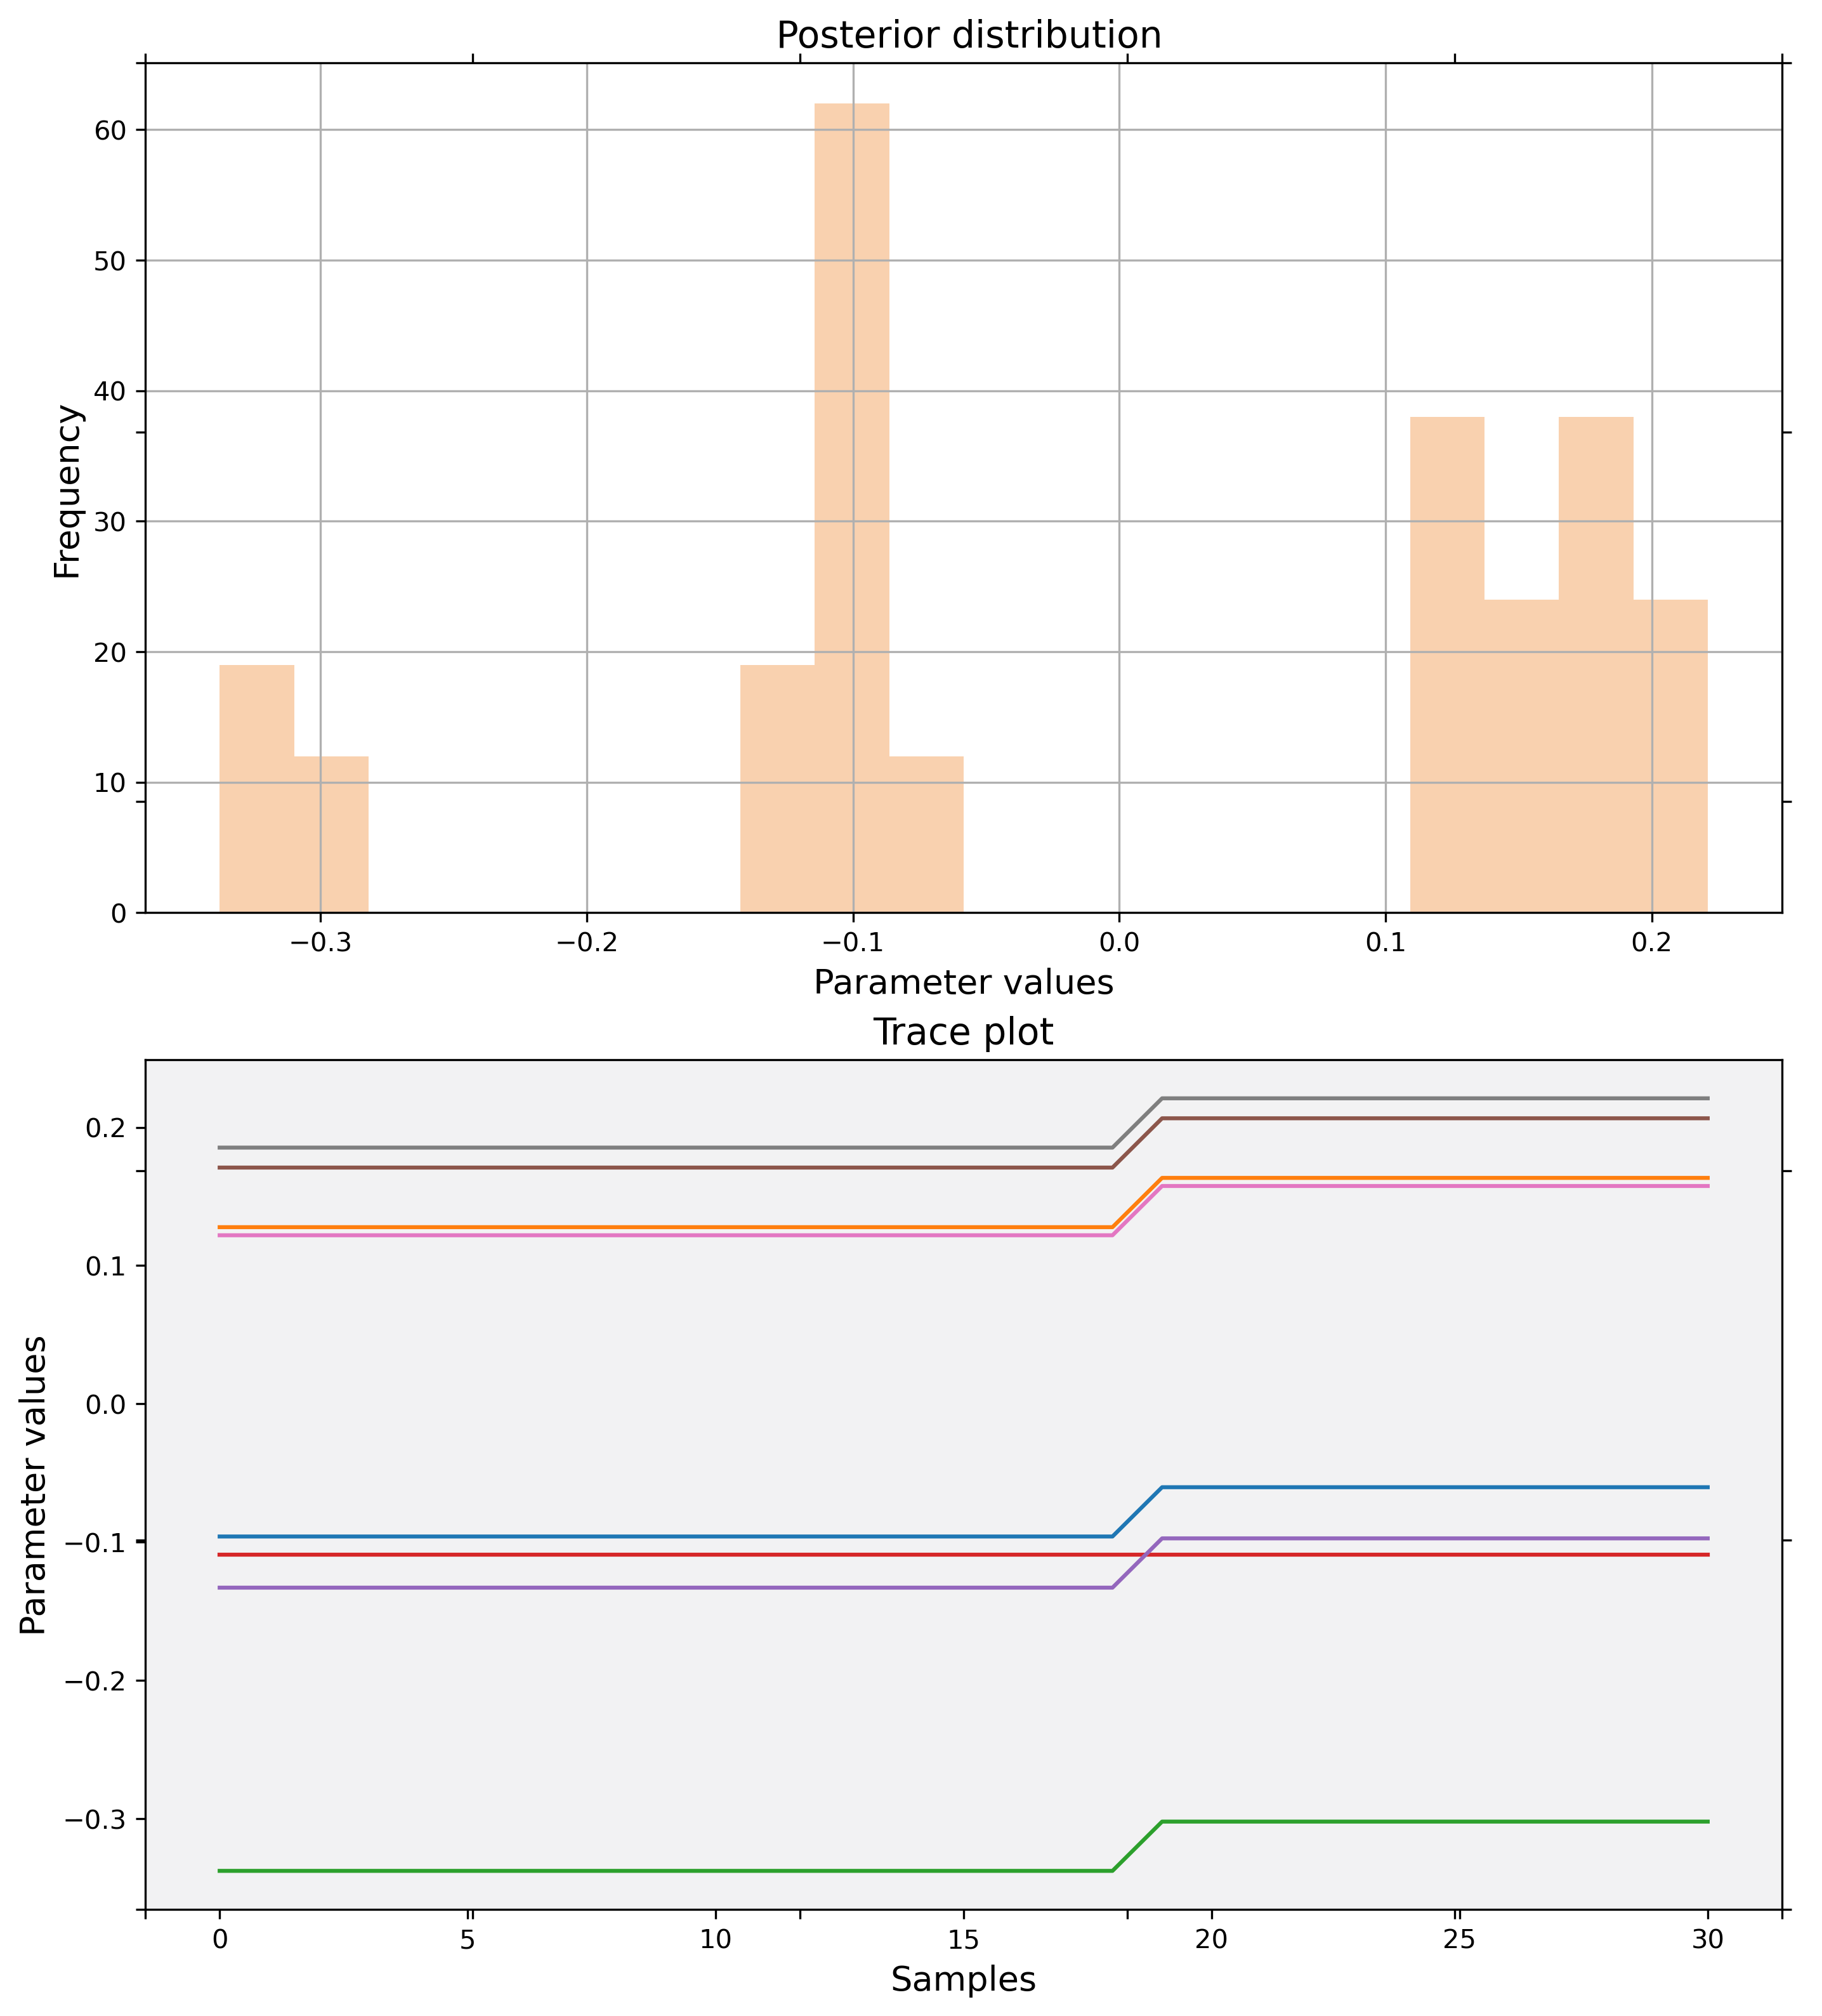 Posterior distribution
60
50
40
30
20
10
0
Frequency
−0.3 −0.2 −0.1 0.0 0.1 0.2
Parameter values
Trace plot
0.2
0.1
0.0
−0.1
−0.2
−0.3
Parameter values
0 5 10 15 20 25 30
Samples